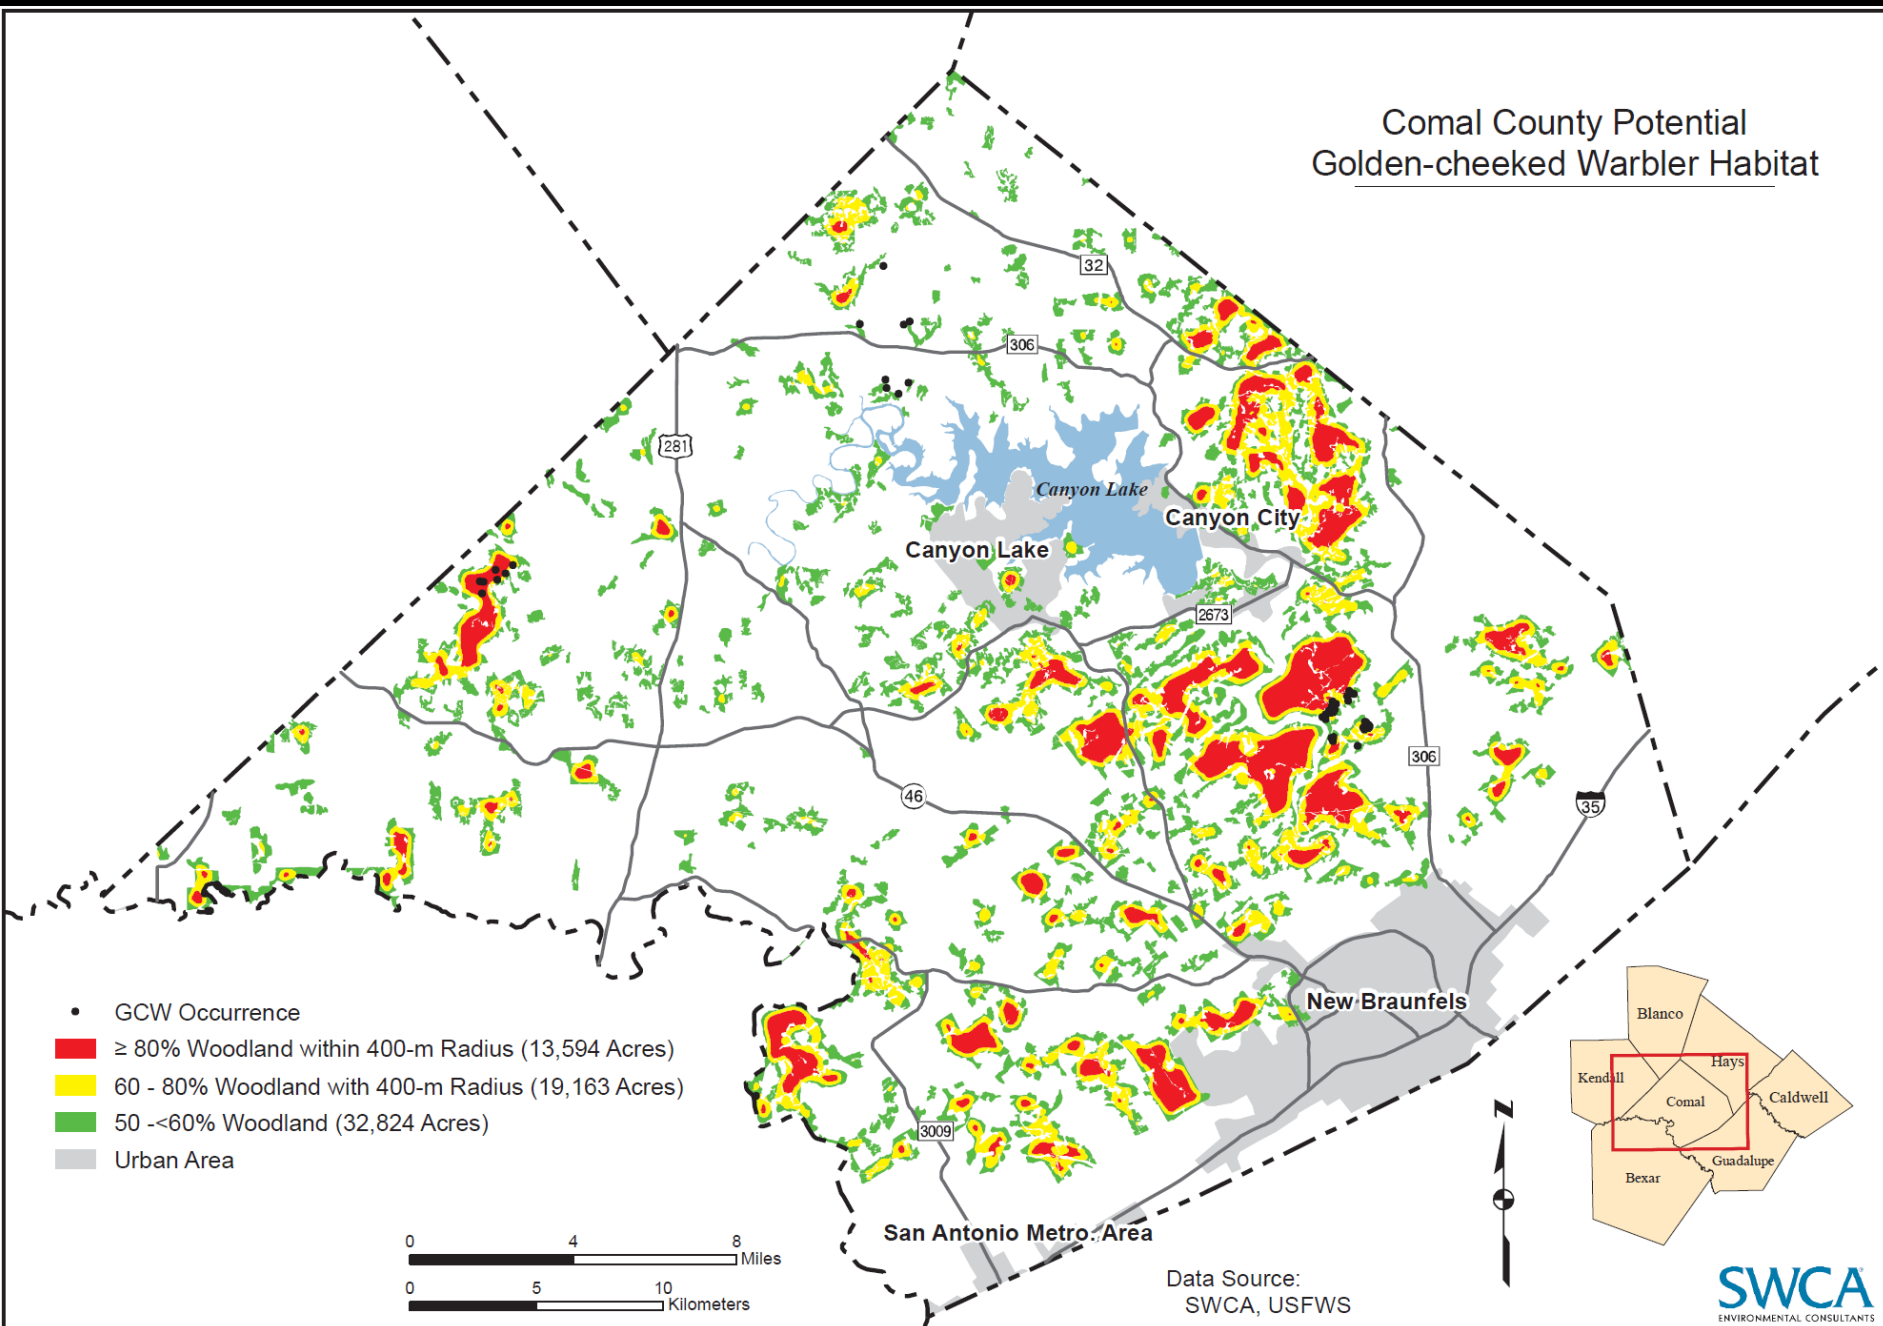 Comal County Potential
Golden-cheeked Warbler Habitat
32
306
281
Canyon Lake
Canyon City
Canyon Lake
2673
306
46
35
New Braunfels
3009
San Antonio Metro. Area
GCW Occurrence
≥ 80% Woodland within 400-m Radius (13,594 Acres)
60 - 80% Woodland with 400-m Radius (19,163 Acres)
50 -<60% Woodland (32,824 Acres)
Urban Area
0 4 8 Miles
0 5 10 Kilometers
Data Source:
SWCA, USFWS
N
Blanco
Hays
Kendall
Comal
Caldwell
Guadalupe
Bexar
SWCA
ENVIRONMENTAL CONSULTANTS